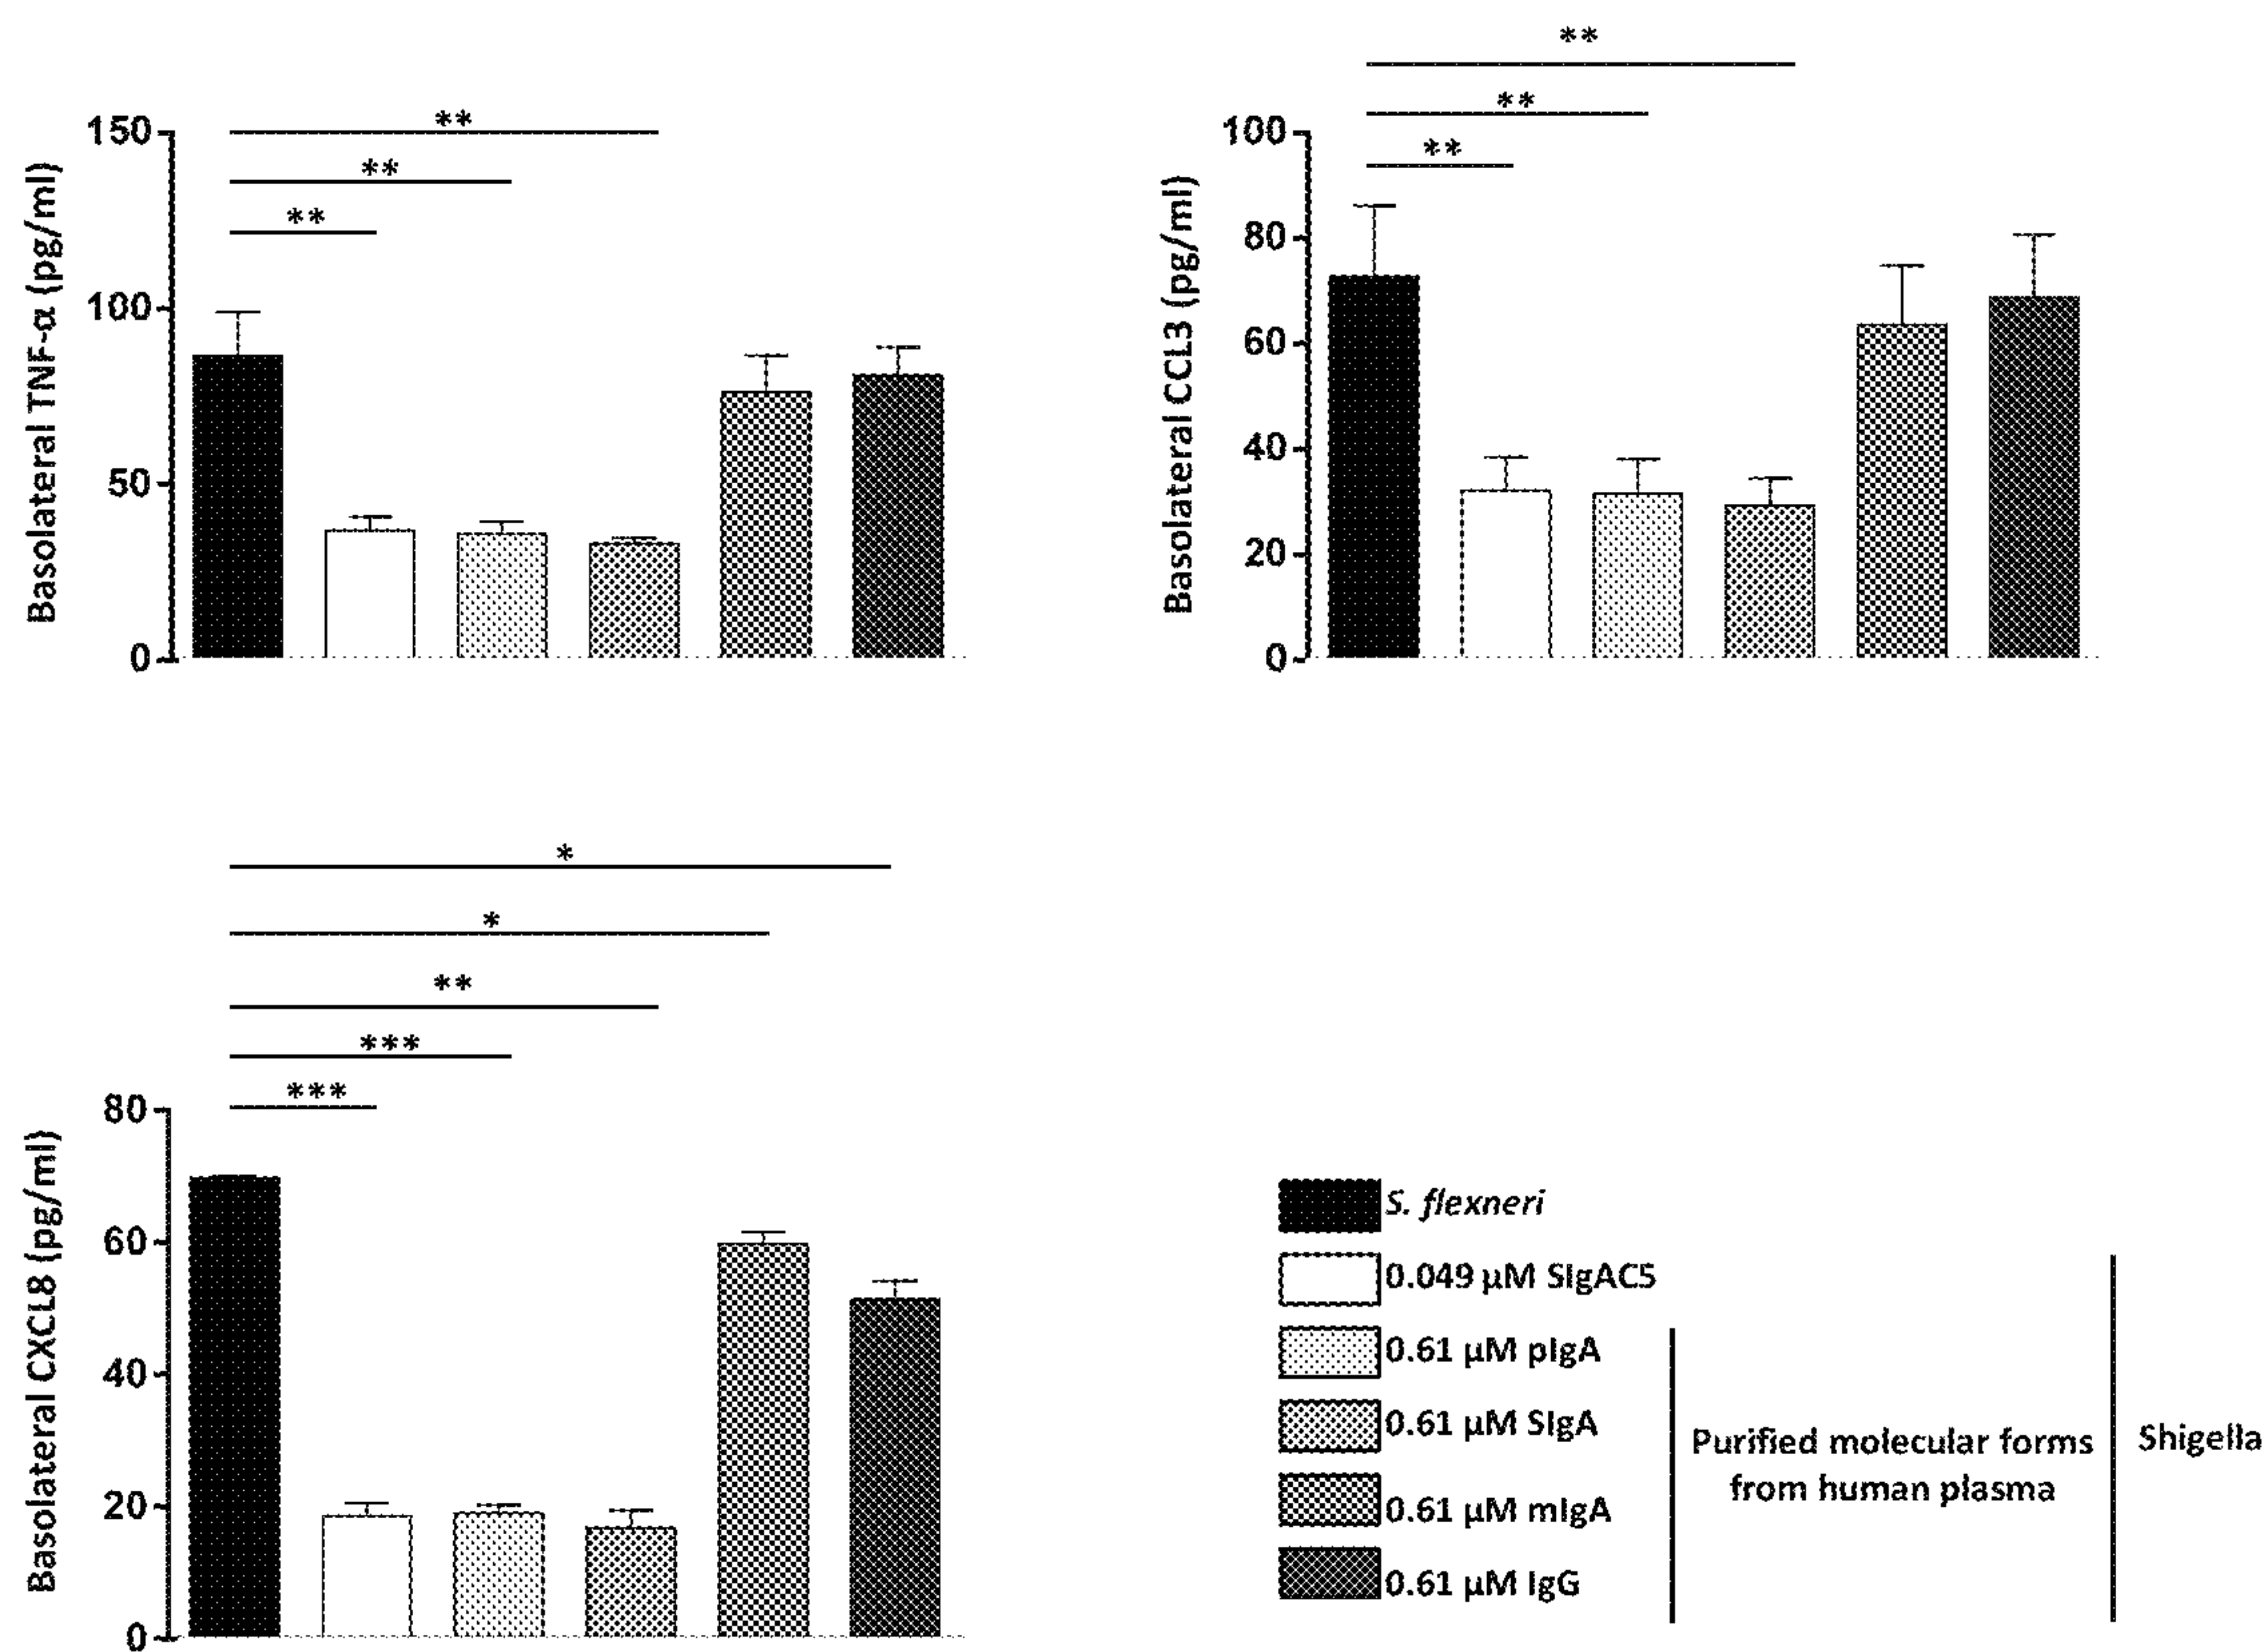 **
**
**
150
100
50
0
Basolateral TNF-α (pg/ml)
**
**
**
100
80
60
40
20
0
Basolateral CCL3 (pg/ml)
*
*
**
***
***
80
60
40
20
0
Basolateral CXCL8 (pg/ml)
S. flexneri
0.049 μM SIgAC5
0.61 μM pIgA
0.61 μM SIgA
0.61 μM mIgA
0.61 μM IgG
Purified molecular forms
from human plasma
Shigella